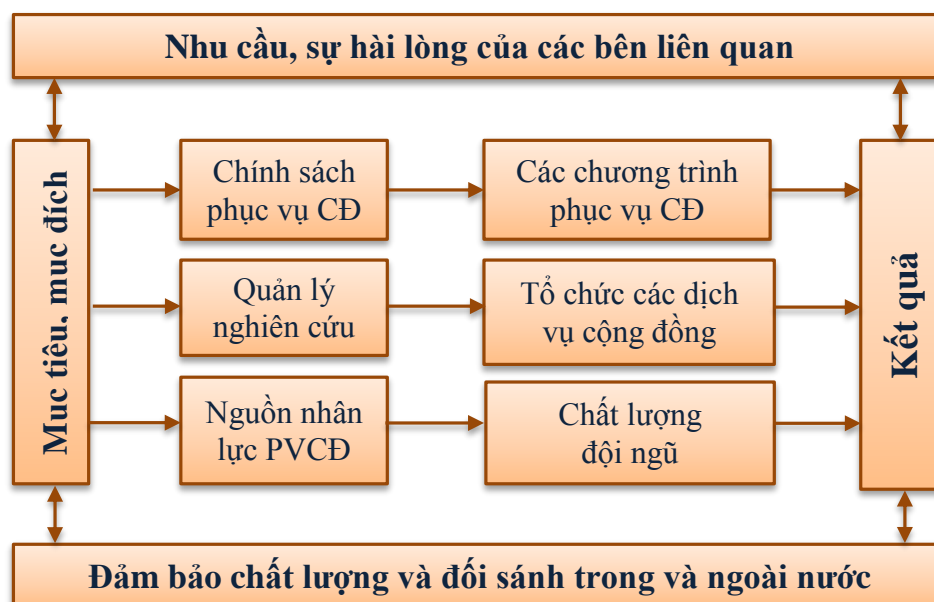 Nhu cầu, sự hài lòng của các bên liên quan
Muc tiêu, muc đích
Chính sách
phục vụ CĐ
Các chương trình
phục vụ CĐ
Quản lý
nghiên cứu
Tổ chức các dịch
vụ cộng đồng
Nguồn nhân
lực PVCĐ
Chất lượng
đội ngũ
Kết quả
Đảm bảo chất lượng và đối sánh trong và ngoài nước